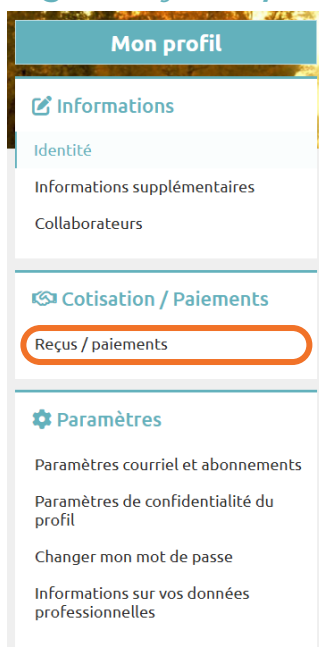 Mon profil
Informations
Identité
Informations supplémentaires
Collaborateurs
Cotisation / Paiements
Reçus / paiements
Paramètres
Paramètres courriel et abonnements
Paramètres de confidentialité du
profil
Changer mon mot de passe
Informations sur vos données
professionnelles